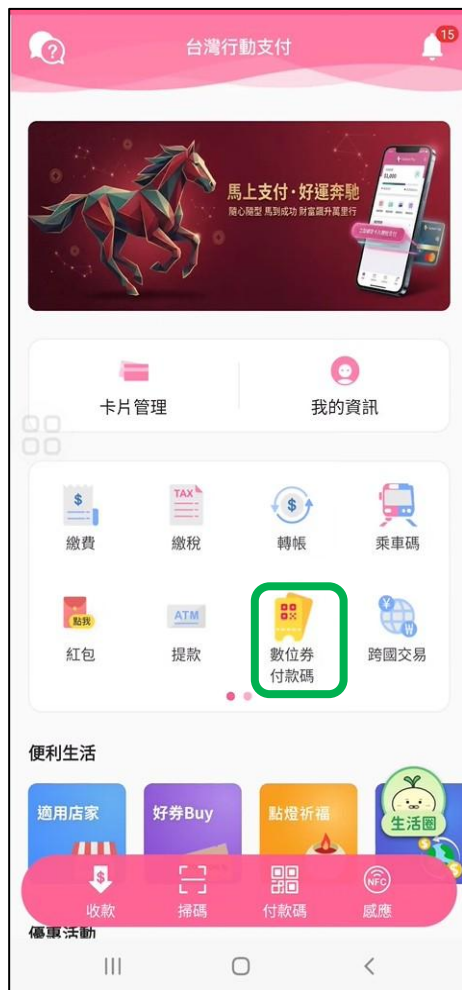 台灣行動支付
15
馬上支付·好運奔馳
隨心隨型 馬到成功 財富飆升萬里行
卡片管理
我的資訊
$
TAX
$
繳費
繳稅
轉帳
乘車碼
點我
ATM
¥
₩
紅包
提款
數位券
付款碼
跨國交易
便利生活
適用店家
好券Buy
點燈祈福
生活圈
$
NFC
收款
掃碼
付款碼
感應
優惠活動